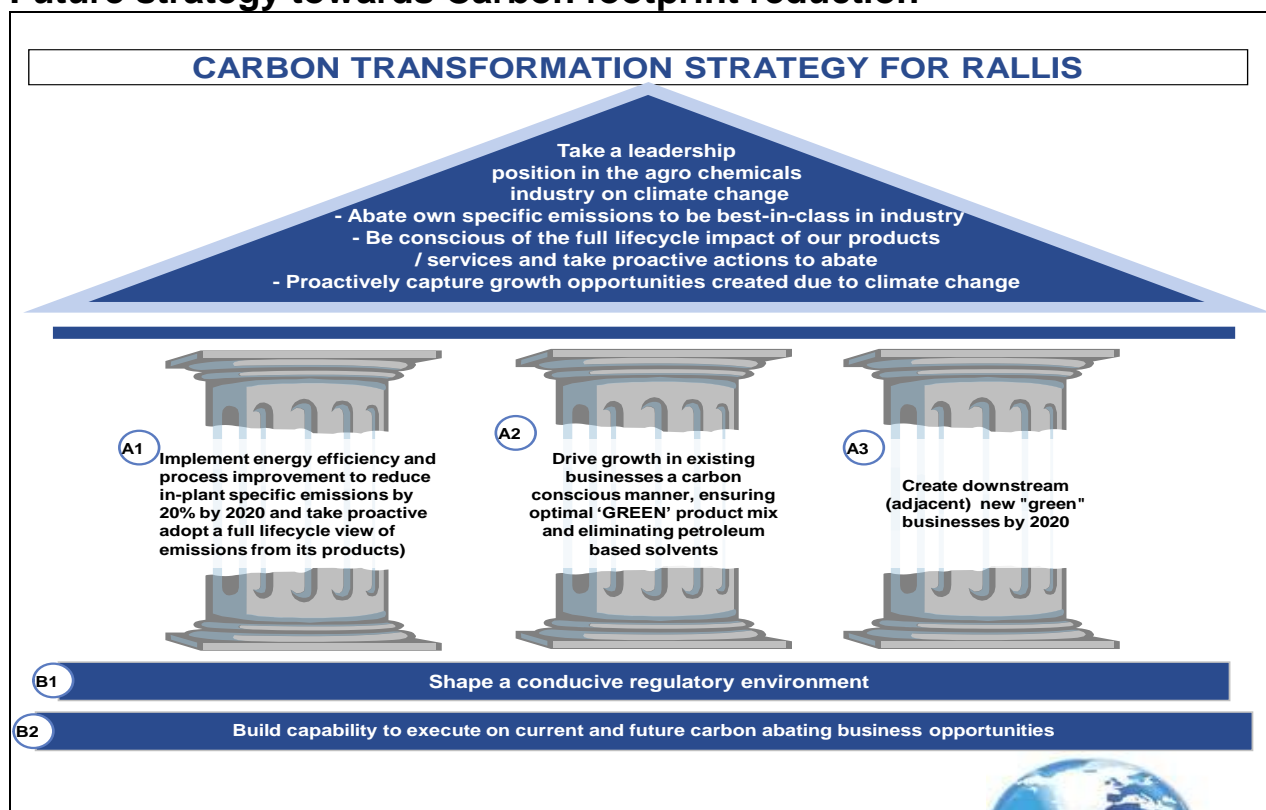 Future strategy towards Carbon footprint reduction
CARBON TRANSFORMATION STRATEGY FOR RALLIS
Take a leadership
position in the agro chemicals
industry on climate change
- Abate own specific emissions to be best-in-class in industry
- Be conscious of the full lifecycle impact of our products
/ services and take proactive actions to abate
- Proactively capture growth opportunities created due to climate change
A1
Implement energy efficiency and
process improvement to reduce
in-plant specific emissions by
20% by 2020 and take proactive
adopt a full lifecycle view of
emissions from its products)
A2
Drive growth in existing
businesses a carbon
conscious manner, ensuring
optimal ‘GREEN’ product mix
and eliminating petroleum
based solvents
A3
Create downstream
(adjacent) new "green"
businesses by 2020
B1
Shape a conducive regulatory environment
B2
Build capability to execute on current and future carbon abating business opportunities